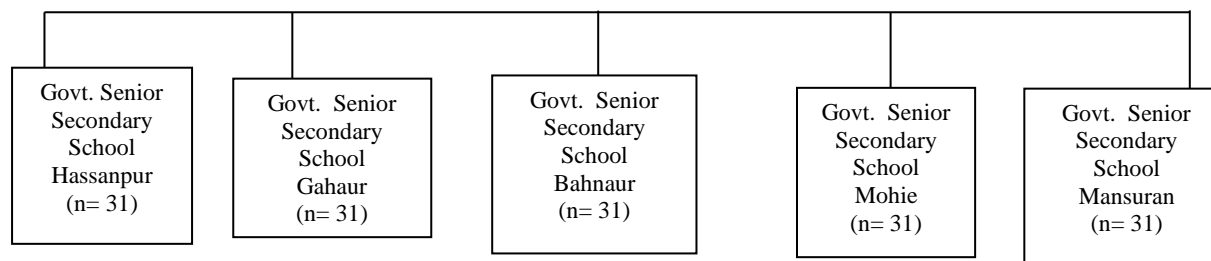 Govt. Senior
Secondary
School
Hassanpur
(n= 31)
Govt.  Senior
Secondary
School
Gahaur
(n= 31)
Govt.  Senior
Secondary
School
Bahnaur
(n= 31)
Govt.  Senior
Secondary
School
Mohie
(n= 31)
Govt.  Senior
Secondary
School
Mansuran
(n= 31)